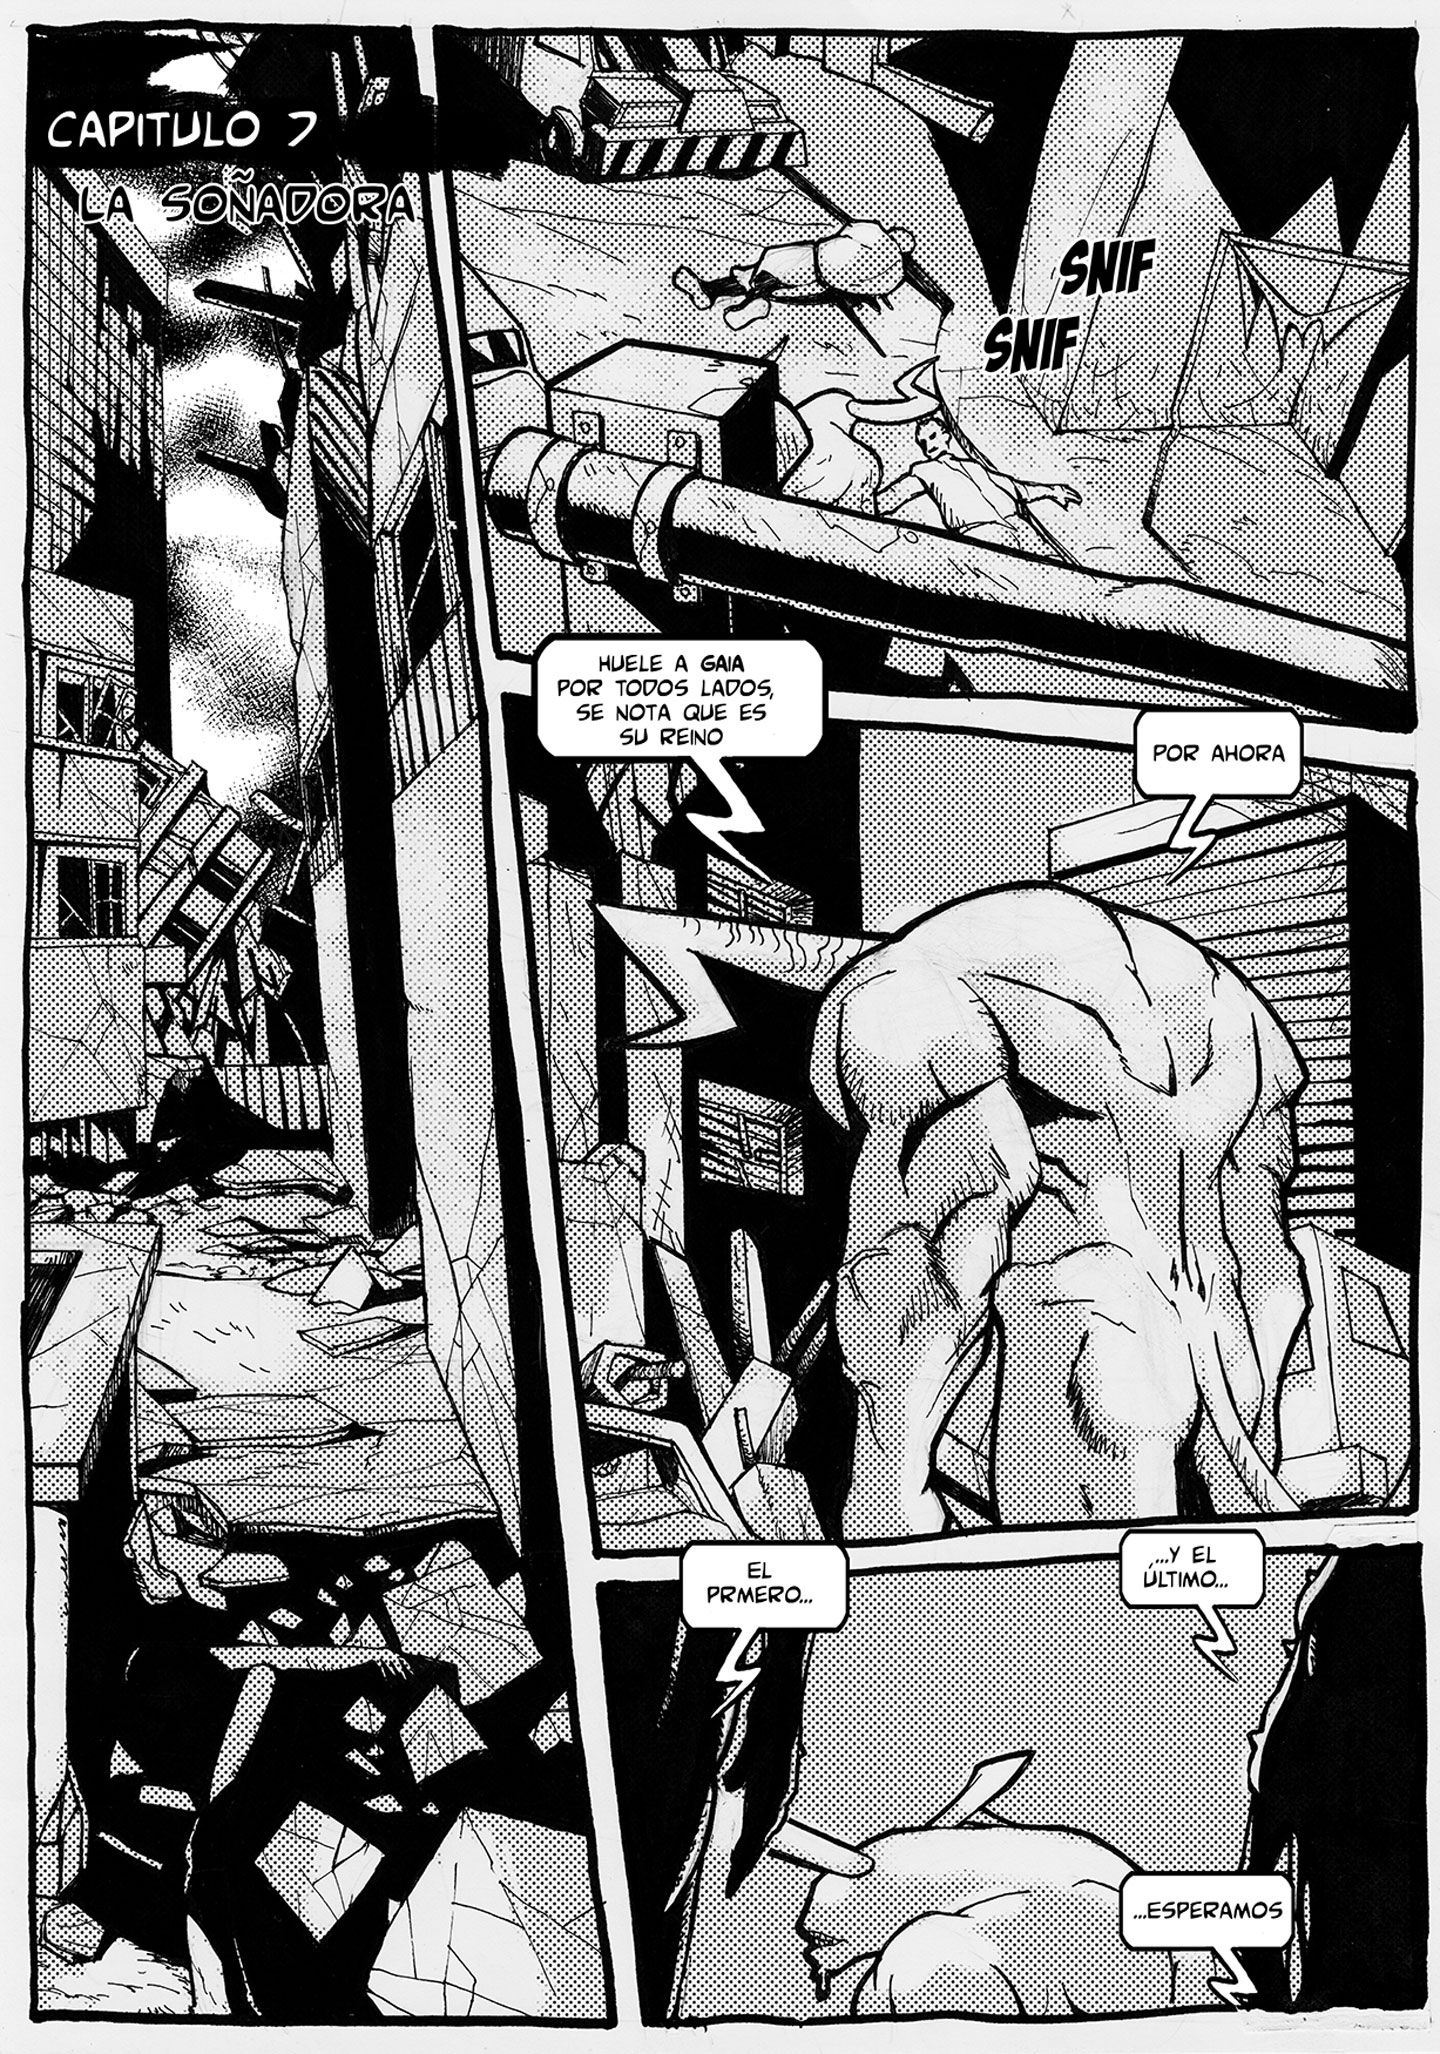 CAPITULO 7
LA SOÑADORA
SNIF
SNIF
HUELE A GAIA
POR TODOS LADOS,
SE NOTA QUE ES
SU REINO
POR AHORA
EL
PRMERO...
...Y EL
ÚLTIMO...
...ESPERAMOS